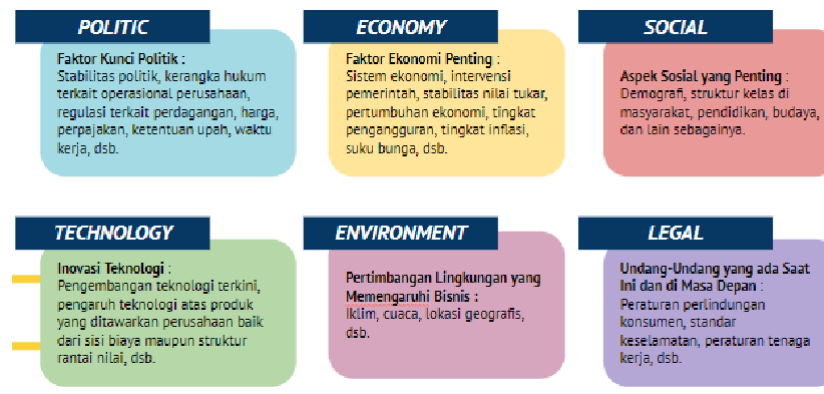 POLITIC
Faktor Kunci Politik :
Stabilitas politik, kerangka hukum
terkait operasional perusahaan,
regulasi terkait perdagangan, harga,
perpajakan, ketentuan upah, waktu
kerja, dsb.
ECONOMY
Faktor Ekonomi Penting :
Sistem ekonomi, intervensi
pemerintah, stabilitas nilai tukar,
pertumbuhan ekonomi, tingkat
pengangguran, tingkat inflasi,
suku bunga, dsb.
SOCIAL
Aspek Sosial yang Penting :
Demografi, struktur kelas di
masyarakat, pendidikan, budaya,
dan lain sebagainya.
TECHNOLOGY
Inovasi Teknologi :
Pengembangan teknologi terkini,
pengaruh teknologi atas produk
yang ditawarkan perusahaan baik
dari sisi biaya maupun struktur
rantai nilai, dsb.
ENVIRONMENT
Pertimbangan Lingkungan yang
Memengaruhi Bisnis :
Iklim, cuaca, lokasi geografis,
dsb.
LEGAL
Undang-Undang yang ada Saat
Ini dan di Masa Depan :
Peraturan perlindungan
konsumen, standar
keselamatan, peraturan tenaga
kerja, dsb.